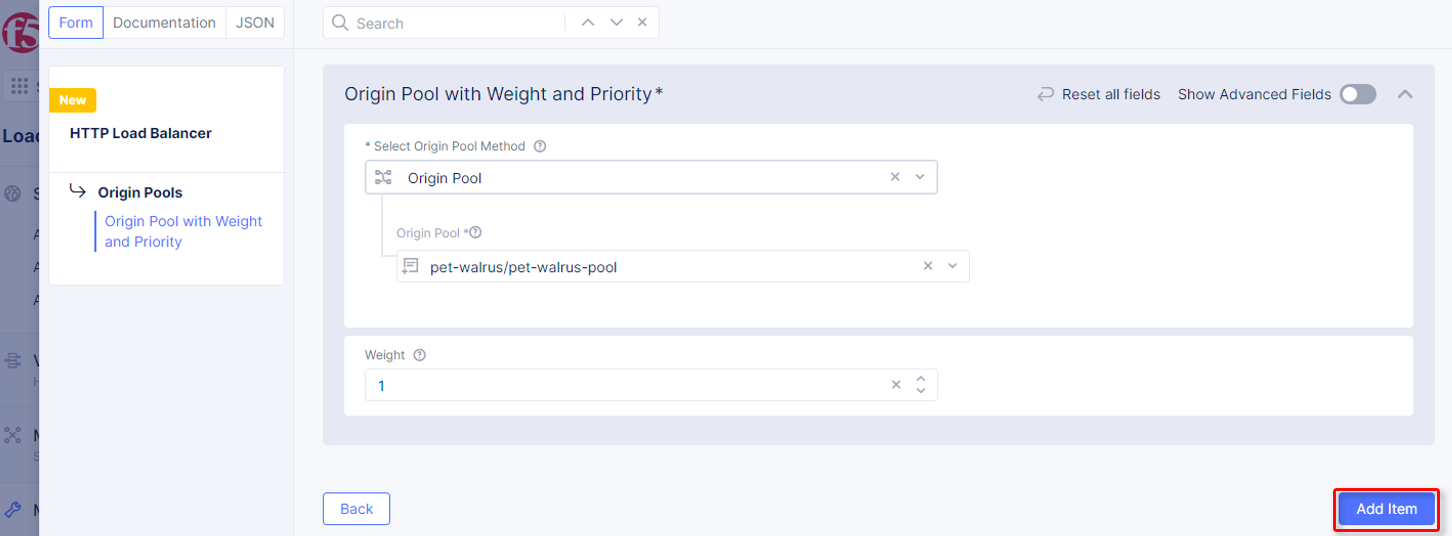 f5
Form
Documentation
JSON
Search
S
New
HTTP Load Balancer
Load
Origin Pools
Origin Pool with Weight
and Priority
S
A
A
A
V
H
M
S
M
Origin Pool with Weight and Priority*
Reset all fields
Show Advanced Fields
* Select Origin Pool Method
Origin Pool
Origin Pool *
pet-walrus/pet-walrus-pool
Weight
1
Back
Add Item